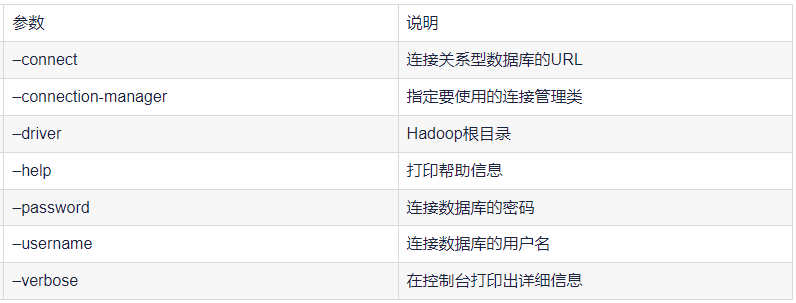 参数 说明
–connect 连接关系型数据库的URL
–connection-manager 指定要使用的连接管理类
–driver Hadoop根目录
–help 打印帮助信息
–password 连接数据库的密码
–username 连接数据库的用户名
–verbose 在控制台打印出详细信息